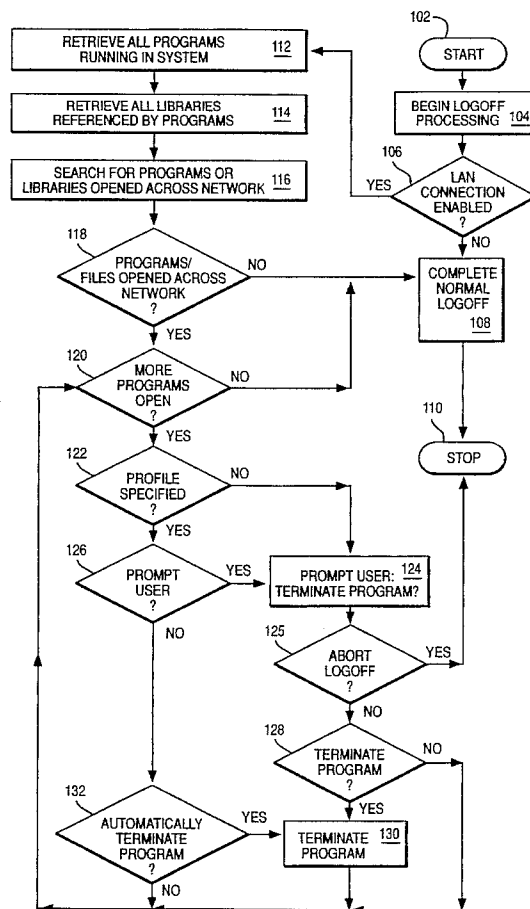 RETRIEVE ALL PROGRAMS
RUNNING IN SYSTEM
112
102
START
RETRIEVE ALL LIBRARIES
REFERENCED BY PROGRAMS
114
BEGIN LOGOFF
PROCESSING
104
SEARCH FOR PROGRAMS OR
LIBRARIES OPENED ACROSS NETWORK
116
106
YES
LAN
CONNECTION
ENABLED
?
NO
118
PROGRAMS/
FILES OPENED ACROSS
NETWORK
?
NO
YES
COMPLETE
NORMAL
LOGOFF
108
120
MORE
PROGRAMS
OPEN
?
NO
YES
110
STOP
122
PROFILE
SPECIFIED
?
NO
YES
126
PROMPT
USER
?
YES
NO
PROMPT
USER:
TERMINATE PROGRAM?
124
125
ABORT
LOGOFF
?
YES
NO
128
TERMINATE
PROGRAM
?
NO
YES
132
AUTOMATICALLY
TERMINATE
PROGRAM
?
YES
NO
TERMINATE
PROGRAM
130